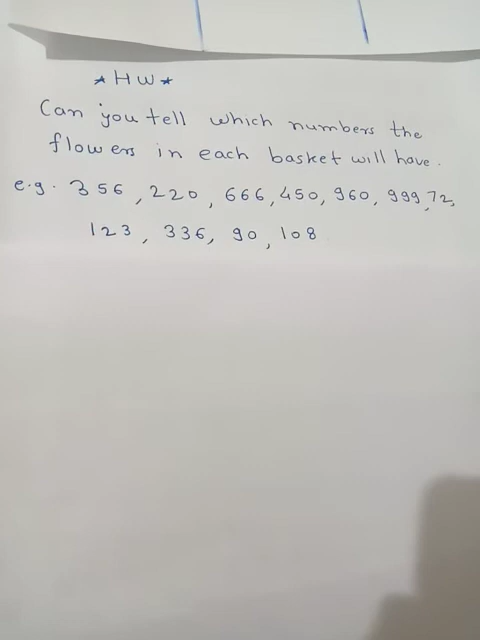 * H W *
Can you tell which numbers the
flowers in each basket will have.
e.g. 356, 220, 666, 450, 960, 999, 72,
123, 336, 90, 108